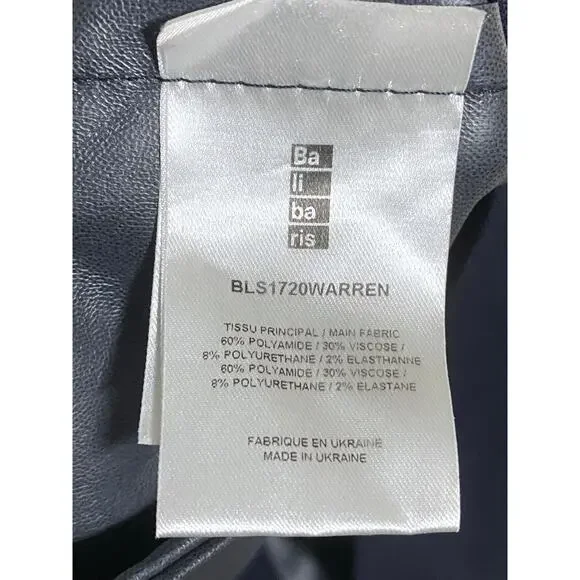 Ba
li
ba
ris
BLS1720WARREN
TISSU PRINCIPAL / MAIN FABRIC
60% POLYAMIDE / 30% VISCOSE /
8% POLYURETHANE / 2% ELASTHANNE
60% POLYAMIDE / 30% VISCOSE /
8% POLYURETHANE / 2% ELASTANE
FABRIQUE EN UKRAINE
MADE IN UKRAINE